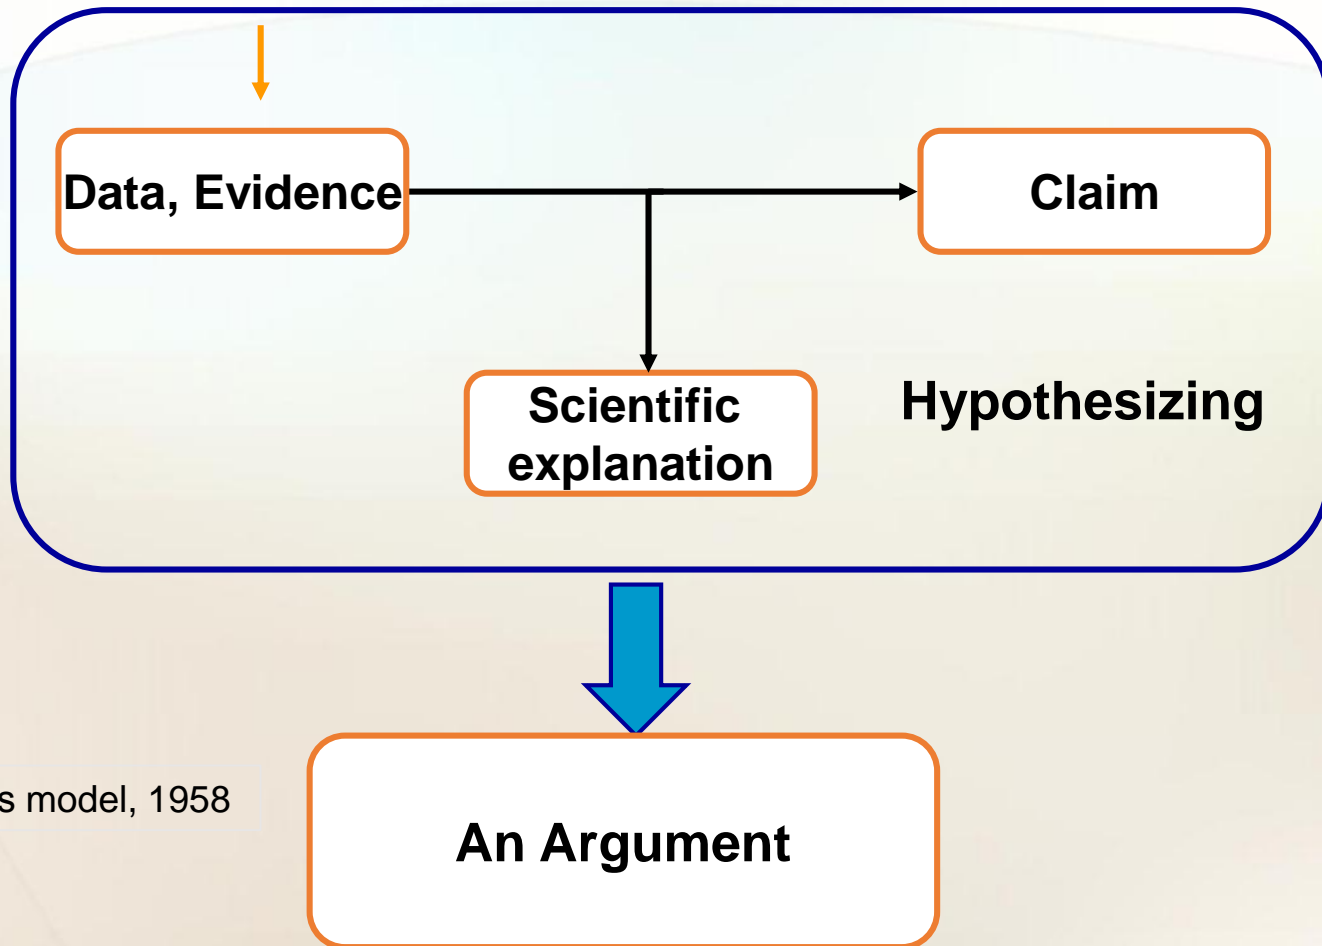 Data, Evidence
Claim
Scientific
explanation
Hypothesizing
s model, 1958
An Argument